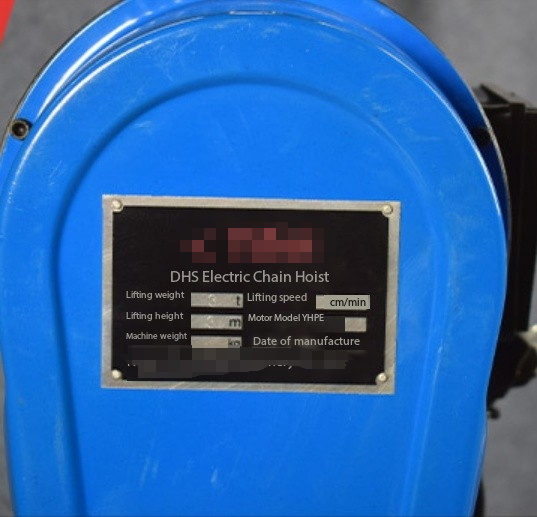 DHS Electric Chain Hoist
Lifting weight 3 t Lifting speed cm/min
Lifting height 3 m Motor Model YHPE
Machine weight kg Date of manufacture